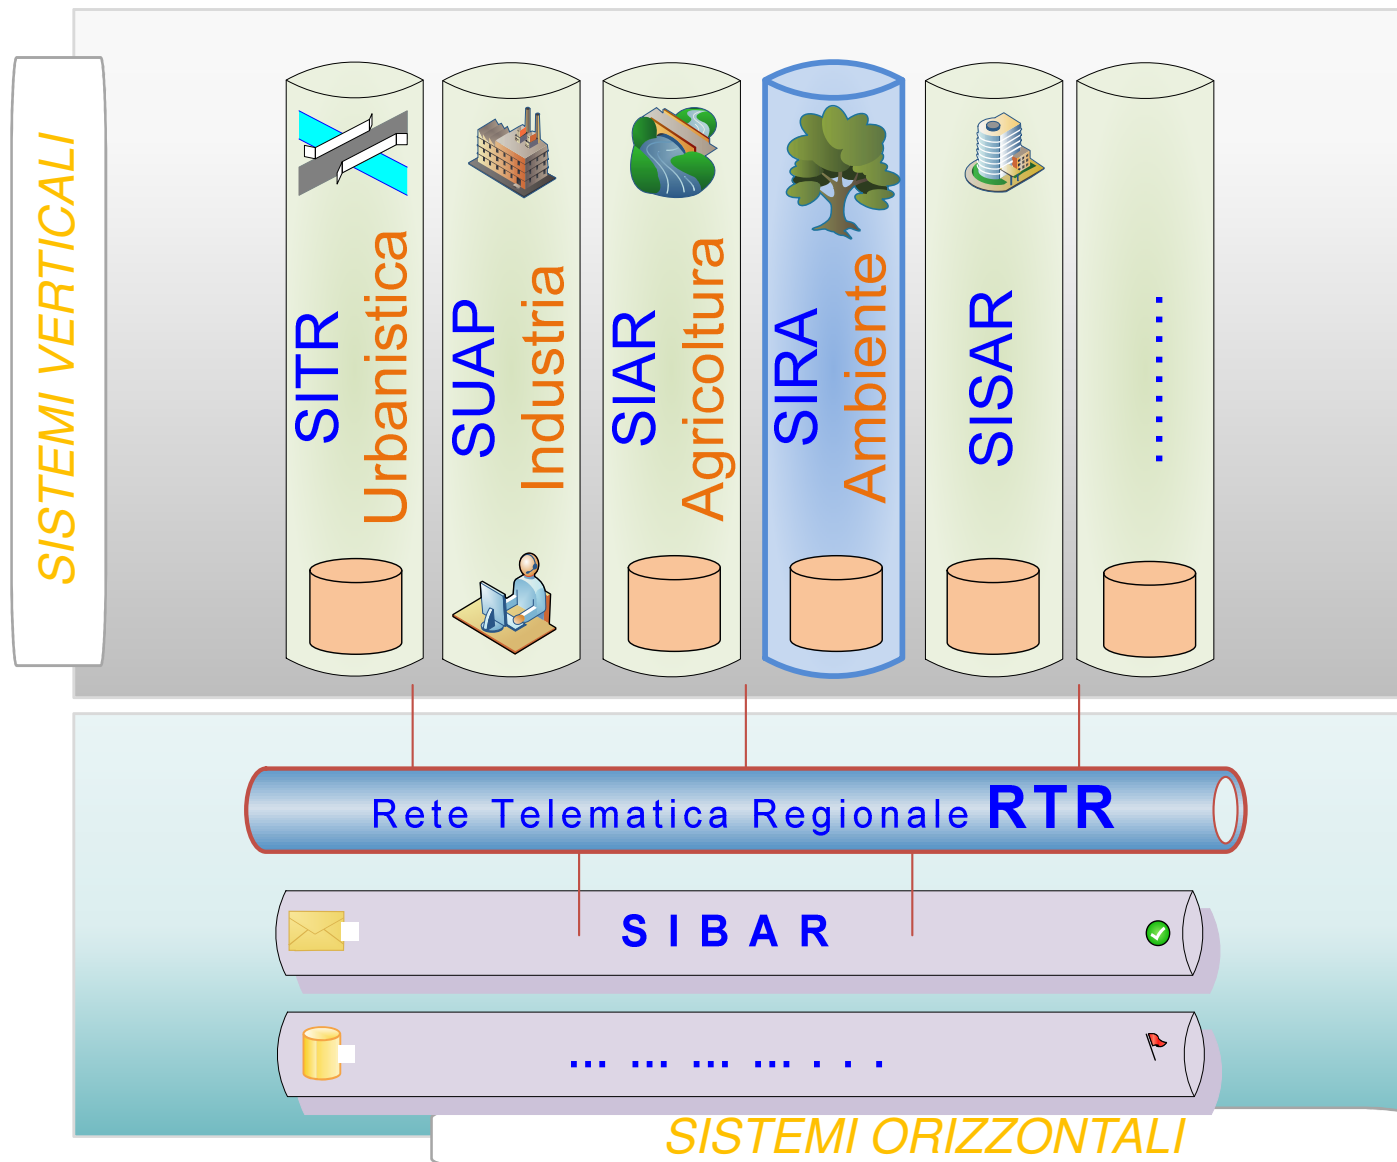 SISTEMI VERTICALI
SITR
Urbanistica
SUAP
Industria
SIAR
Agricoltura
SIRA
Ambiente
SISAR
.........
Rete Telematica Regionale RTR
S I B A R
... ... ... ... . . .
SISTEMI ORIZZONTALI